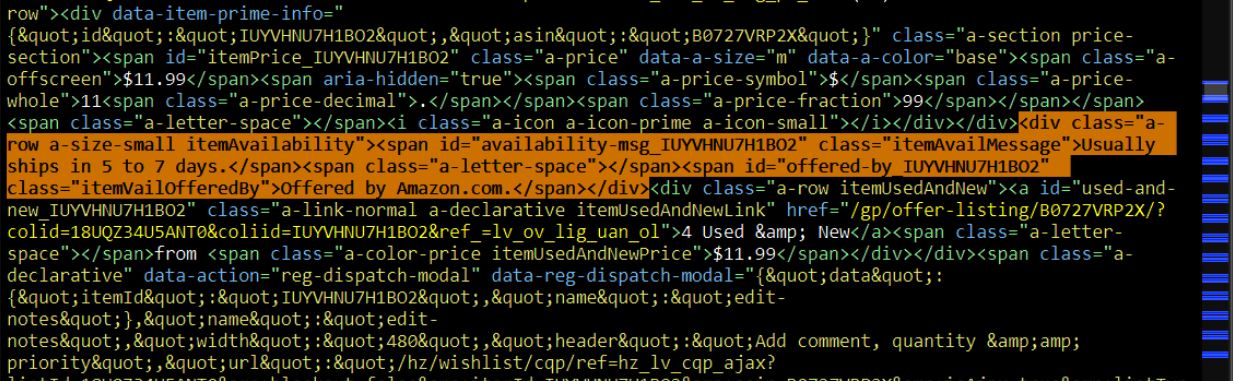 row"><div data-item-prime-info="
{&quot;id&quot;:&quot;IUYVHNU7H1BO2&quot;,&quot;asin&quot;:&quot;B0727VRP2X&quot;}" class="a-section price-
section"><span id="itemPrice_IUYVHNU7H1BO2" class="a-price" data-a-size="m" data-a-color="base"><span class="a-
offscreen">$11.99</span><span aria-hidden="true"><span class="a-price-symbol">$</span><span class="a-price-
whole">11<span class="a-price-decimal">.</span></span><span class="a-price-fraction">99</span></span></span>
<span class="a-letter-space"></span><i class="a-icon a-icon-prime a-icon-small"></i></div></div><div class="a-
row a-size-small itemAvailability"><span id="availability-msg_IUYVHNU7H1BO2" class="itemAvailMessage">Usually
ships in 5 to 7 days.</span><span class="a-letter-space"></span><span id="offered-by_IUYVHNU7H1BO2"
class="itemVailOfferedBy">Offered by Amazon.com.</span></div><div class="a-row itemUsedAndNew"><a id="used-and-
new_IUYVHNU7H1BO2" class="a-link-normal a-declarative itemUsedAndNewLink" href="/gp/offer-listing/B0727VRP2X/?
colid=18UQZ34U5ANT0&coliid=IUYVHNU7H1BO2&ref_=lv_ov_lig_uan_ol">4 Used &amp; New</a><span class="a-letter-
space"></span>from <span class="a-color-price itemUsedAndNewPrice">$11.99</span></div></div><span class="a-
declarative" data-action="reg-dispatch-modal" data-reg-dispatch-modal="{&quot;data&quot;:
{&quot;itemId&quot;:&quot;IUYVHNU7H1BO2&quot;,&quot;name&quot;:&quot;edit-
notes&quot;},&quot;name&quot;:&quot;edit-
notes&quot;,&quot;width&quot;:&quot;480&quot;,&quot;header&quot;:&quot;Add comment, quantity &amp;amp;
priority&quot;,&quot;url&quot;:&quot;/hz/wishlist/cqp/ref=hz_lv_cqp_ajax?